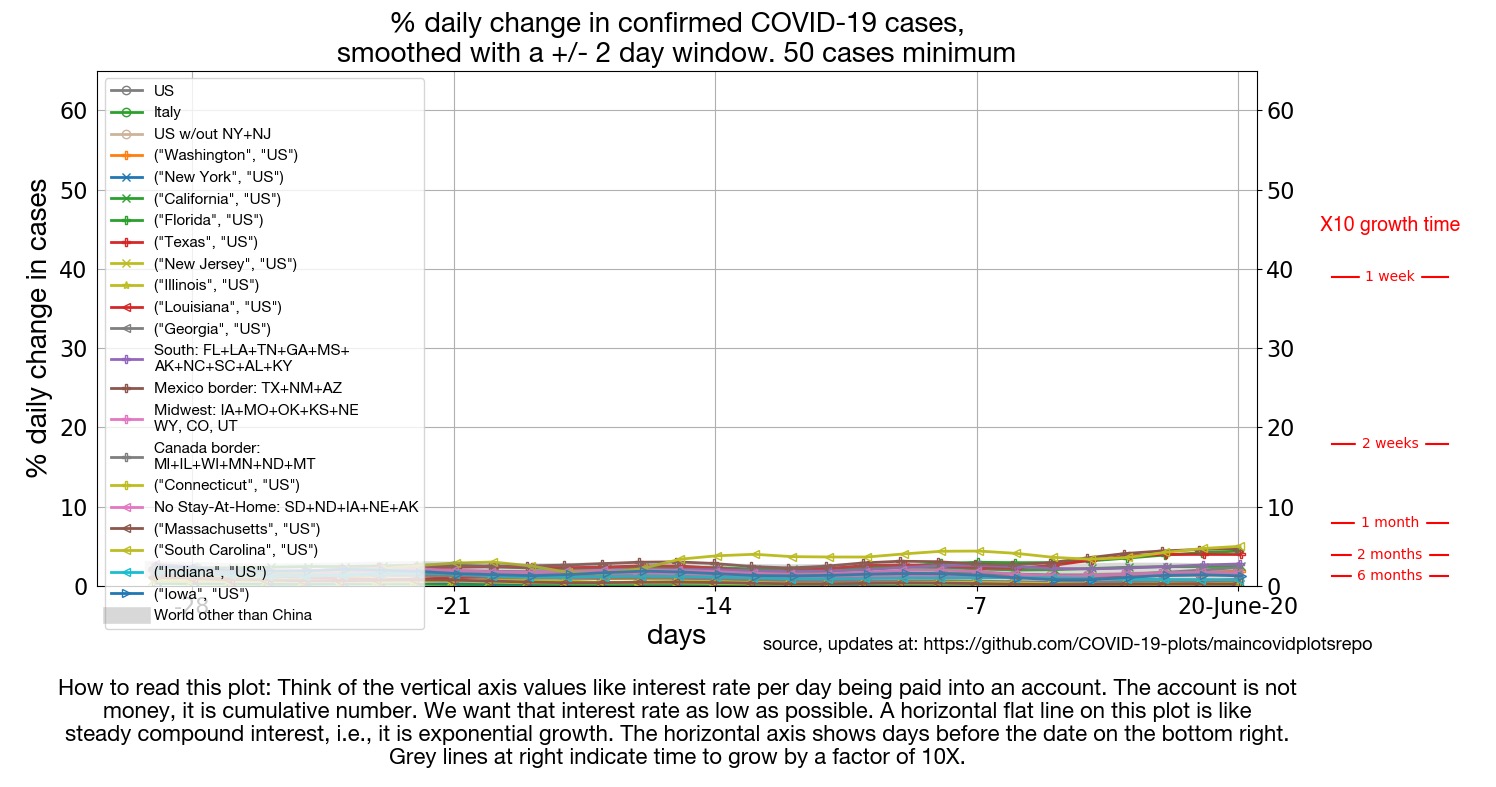 % daily change in confirmed COVID-19 cases,
smoothed with a +/- 2 day window. 50 cases minimum
% daily change in cases
60
50
40
30
20
10
0
US
Italy
US w/out NY+NJ
("Washington", "US")
("New York", "US")
("California", "US")
("Florida", "US")
("Texas", "US")
("New Jersey", "US")
("Illinois", "US")
("Louisiana", "US")
("Georgia", "US")
South: FL+LA+TN+GA+MS+
AK+NC+SC+AL+KY
Mexico border: TX+NM+AZ
Midwest: IA+MO+OK+KS+NE
WY, CO, UT
Canada border:
MI+IL+WI+MN+ND+MT
("Connecticut", "US")
No Stay-At-Home: SD+ND+IA+NE+AK
("Massachusetts", "US")
("South Carolina", "US")
("Indiana", "US")
("Iowa", "US")
World other than China
60
50
40
30
20
10
0
X10 growth time
1 week
2 weeks
1 month
2 months
6 months
-28 -21 -14 -7 20-June-20
days
source, updates at: https://github.com/COVID-19-plots/maincovidplotsrepo
How to read this plot: Think of the vertical axis values like interest rate per day being paid into an account. The account is not
money, it is cumulative number. We want that interest rate as low as possible. A horizontal flat line on this plot is like
steady compound interest, i.e., it is exponential growth. The horizontal axis shows days before the date on the bottom right.
Grey lines at right indicate time to grow by a factor of 10X.